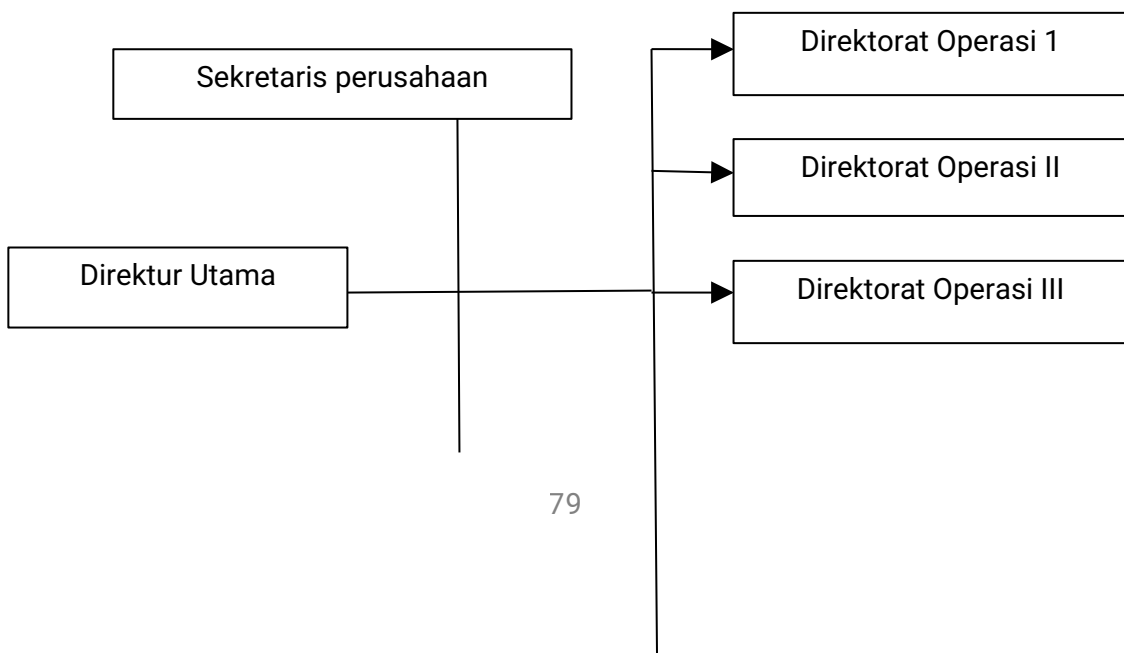 Direktorat Operasi 1
Sekretaris perusahaan
Direktorat Operasi II
Direktur Utama
Direktorat Operasi III
79